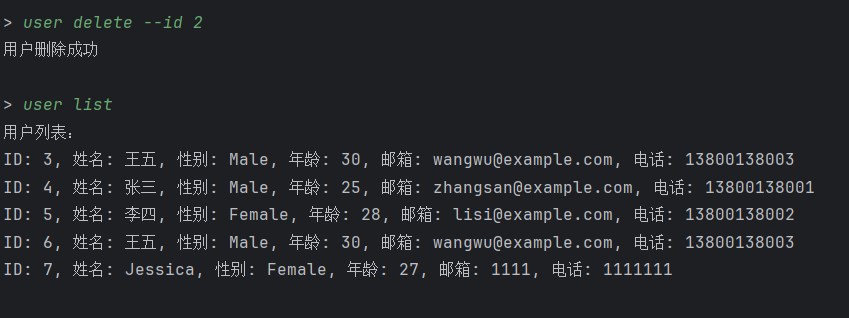 > user delete --id 2
用户删除成功
> user list
用户列表：
ID: 3, 姓名: 王五, 性别: Male, 年龄: 30, 邮箱: wangwu@example.com, 电话: 13800138003
ID: 4, 姓名: 张三, 性别: Male, 年龄: 25, 邮箱: zhangsan@example.com, 电话: 13800138001
ID: 5, 姓名: 李四, 性别: Female, 年龄: 28, 邮箱: lisi@example.com, 电话: 13800138002
ID: 6, 姓名: 王五, 性别: Male, 年龄: 30, 邮箱: wangwu@example.com, 电话: 13800138003
ID: 7, 姓名: Jessica, 性别: Female, 年龄: 27, 邮箱: 1111, 电话: 1111111